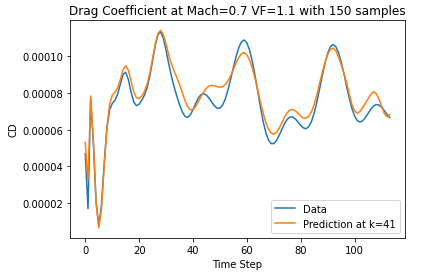 Drag Coefficient at Mach=0.7 VF=1.1 with 150 samples
0.00010
0.00008
0.00006
0.00004
0.00002
CD
0 20 40 60 80 100
Time Step
Data
Prediction at k=41